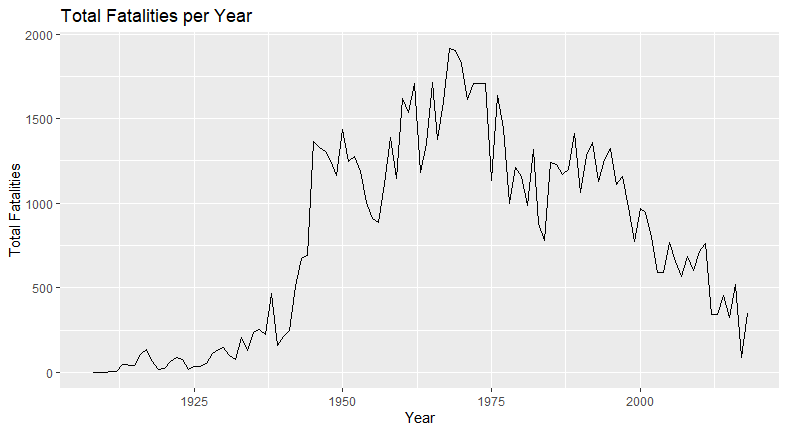 Total Fatalities per Year
Total Fatalities
2000
1500
1000
500
0
1925 1950 1975 2000
Year